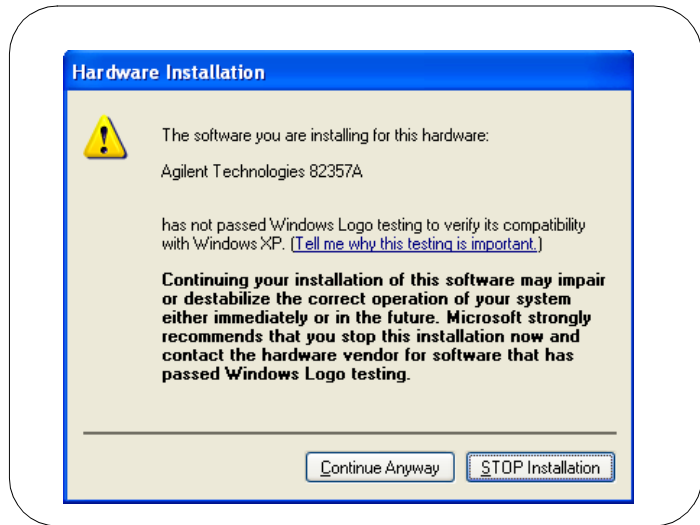 Hardware Installation
The software you are installing for this hardware:
Agilent Technologies 82357A
has not passed Windows Logo testing to verify its compatibility
with Windows XP. (Tell me why this testing is important.)
Continuing your installation of this software may impair
or destabilize the correct operation of your system
either immediately or in the future. Microsoft strongly
recommends that you stop this installation now and
contact the hardware vendor for software that has
passed Windows Logo testing.
Continue Anyway
STOP Installation